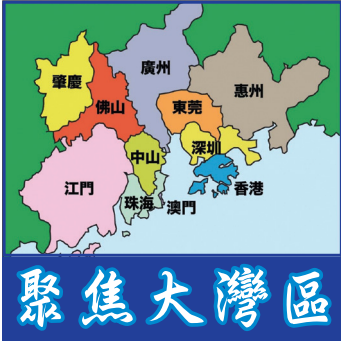 廣州
肇慶
惠州
佛山
東莞
深圳
中山
江門
香港
珠海
澳門
聚焦大灣區